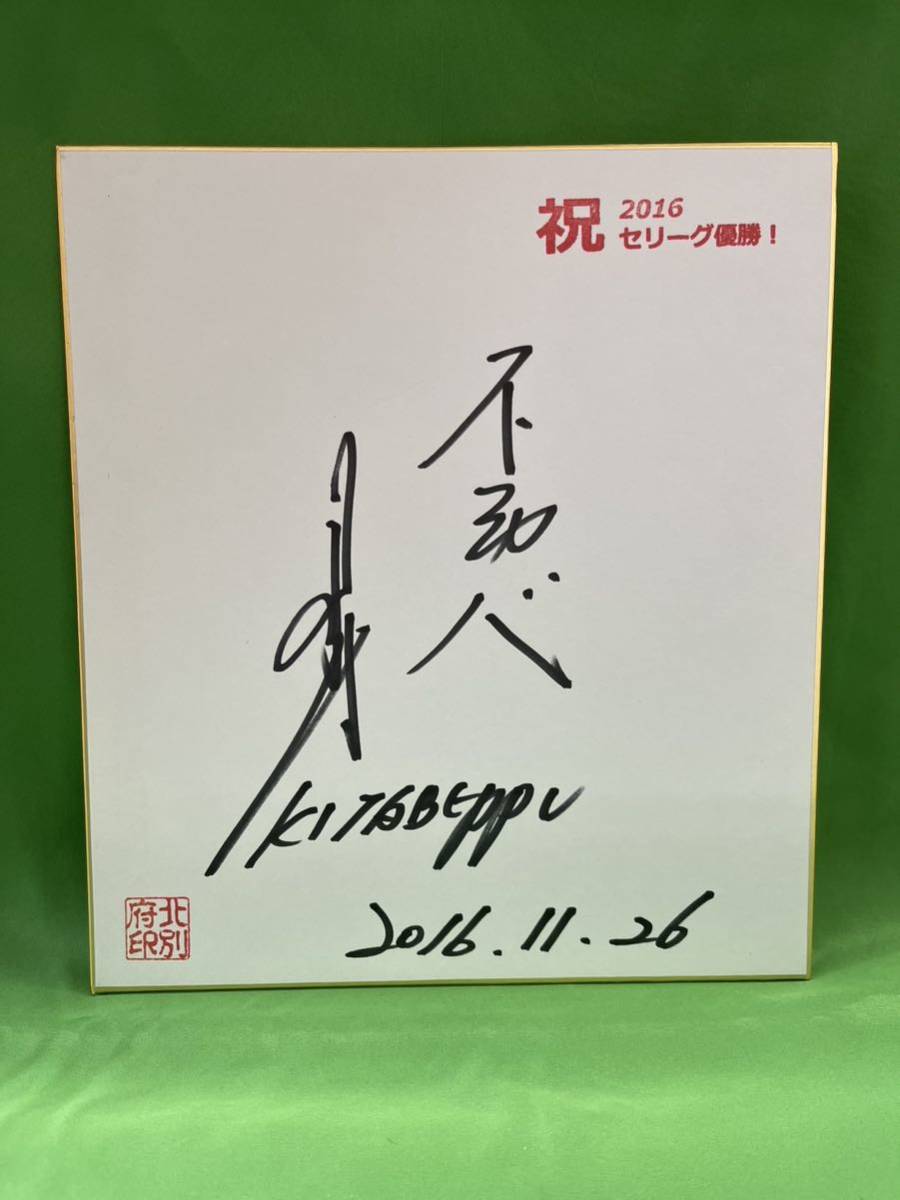 祝 2016
セリーグ優勝！
不動心
KITABEppu
2016.11.26
北別
府印